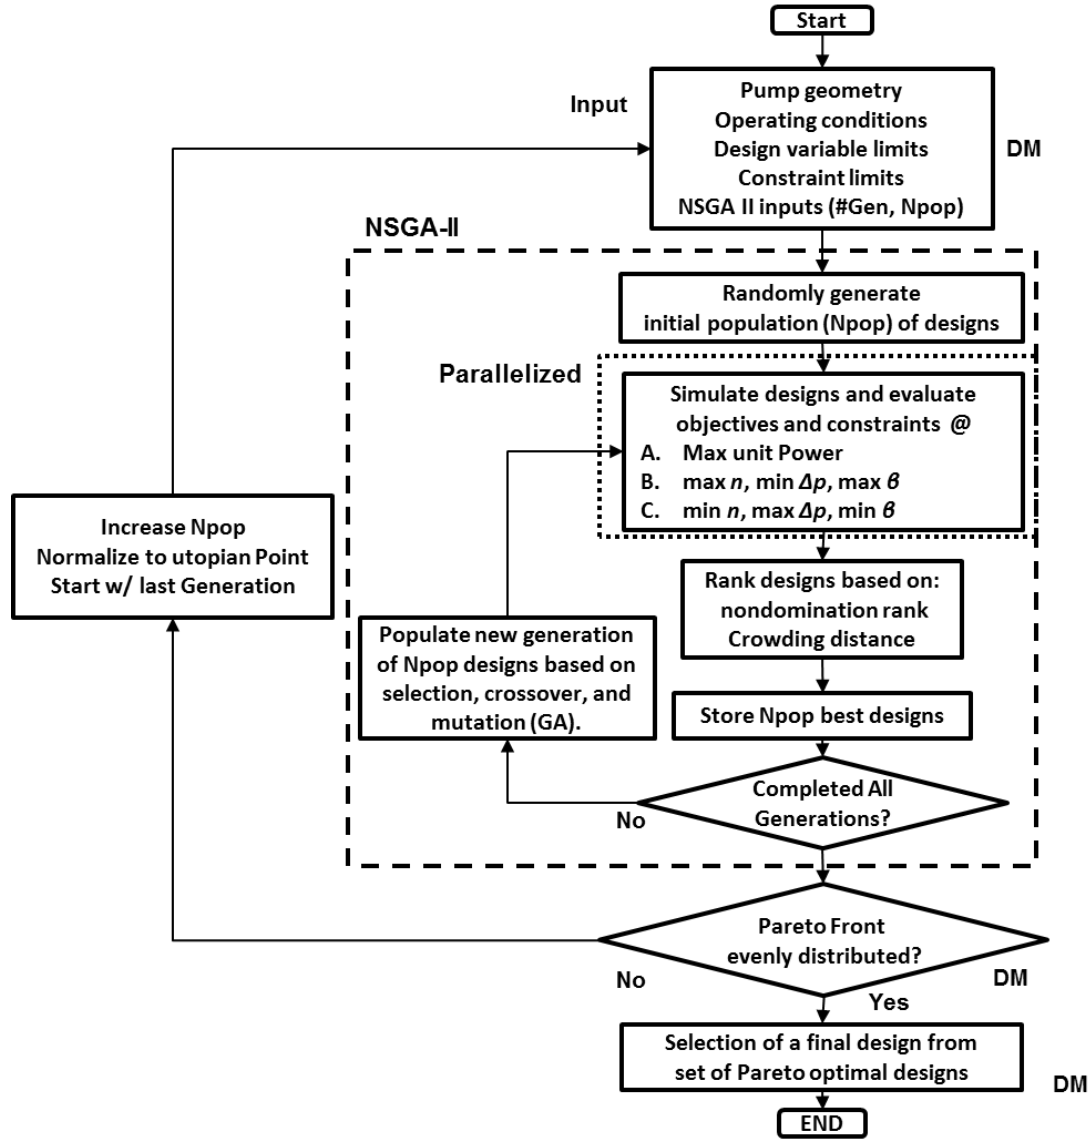 Start
Input
Pump geometry
Operating conditions
Design variable limits
Constraint limits
NSGA II inputs (#Gen, Npop)
DM
NSGA-II
Randomly generate
initial population (Npop) of designs
Parallelized
Simulate designs and evaluate
objectives and constraints @
A. Max unit Power
B. max n, min Δp, max β
C. min n, max Δp, min β
Increase Npop
Normalize to utopian Point
Start w/ last Generation
Rank designs based on:
nondomination rank
Crowding distance
Populate new generation
of Npop designs based on
selection, crossover, and
mutation (GA).
Store Npop best designs
Completed All
Generations?
No
Pareto Front
evenly distributed?
No
DM
Yes
Selection of a final design from
set of Pareto optimal designs
DM
END